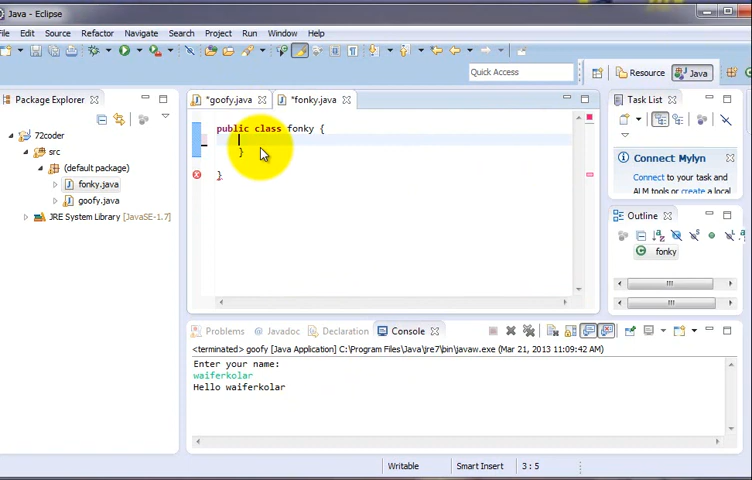 Java - Eclipse
File Edit Source Refactor Navigate Search Project Run Window Help
Quick Access
Resource
Java
Package Explorer
72coder
src
(default package)
fonky.java
goofy.java
JRE System Library [JavaSE-1.7]
*goofy.java
*fonky.java
public class fonky {
}
}
Task List
Connect Mylyn
Connect to your task and
ALM tools or create a local
Outline
fonky
Problems
Javadoc
Declaration
Console
<terminated> goofy [Java Application] C:\Program Files\Java\jre7\bin\javaw.exe (Mar 21, 2013 11:09:42 AM)
Enter your name:
waiferkolar
Hello waiferkolar
Writable
Smart Insert
3 : 5